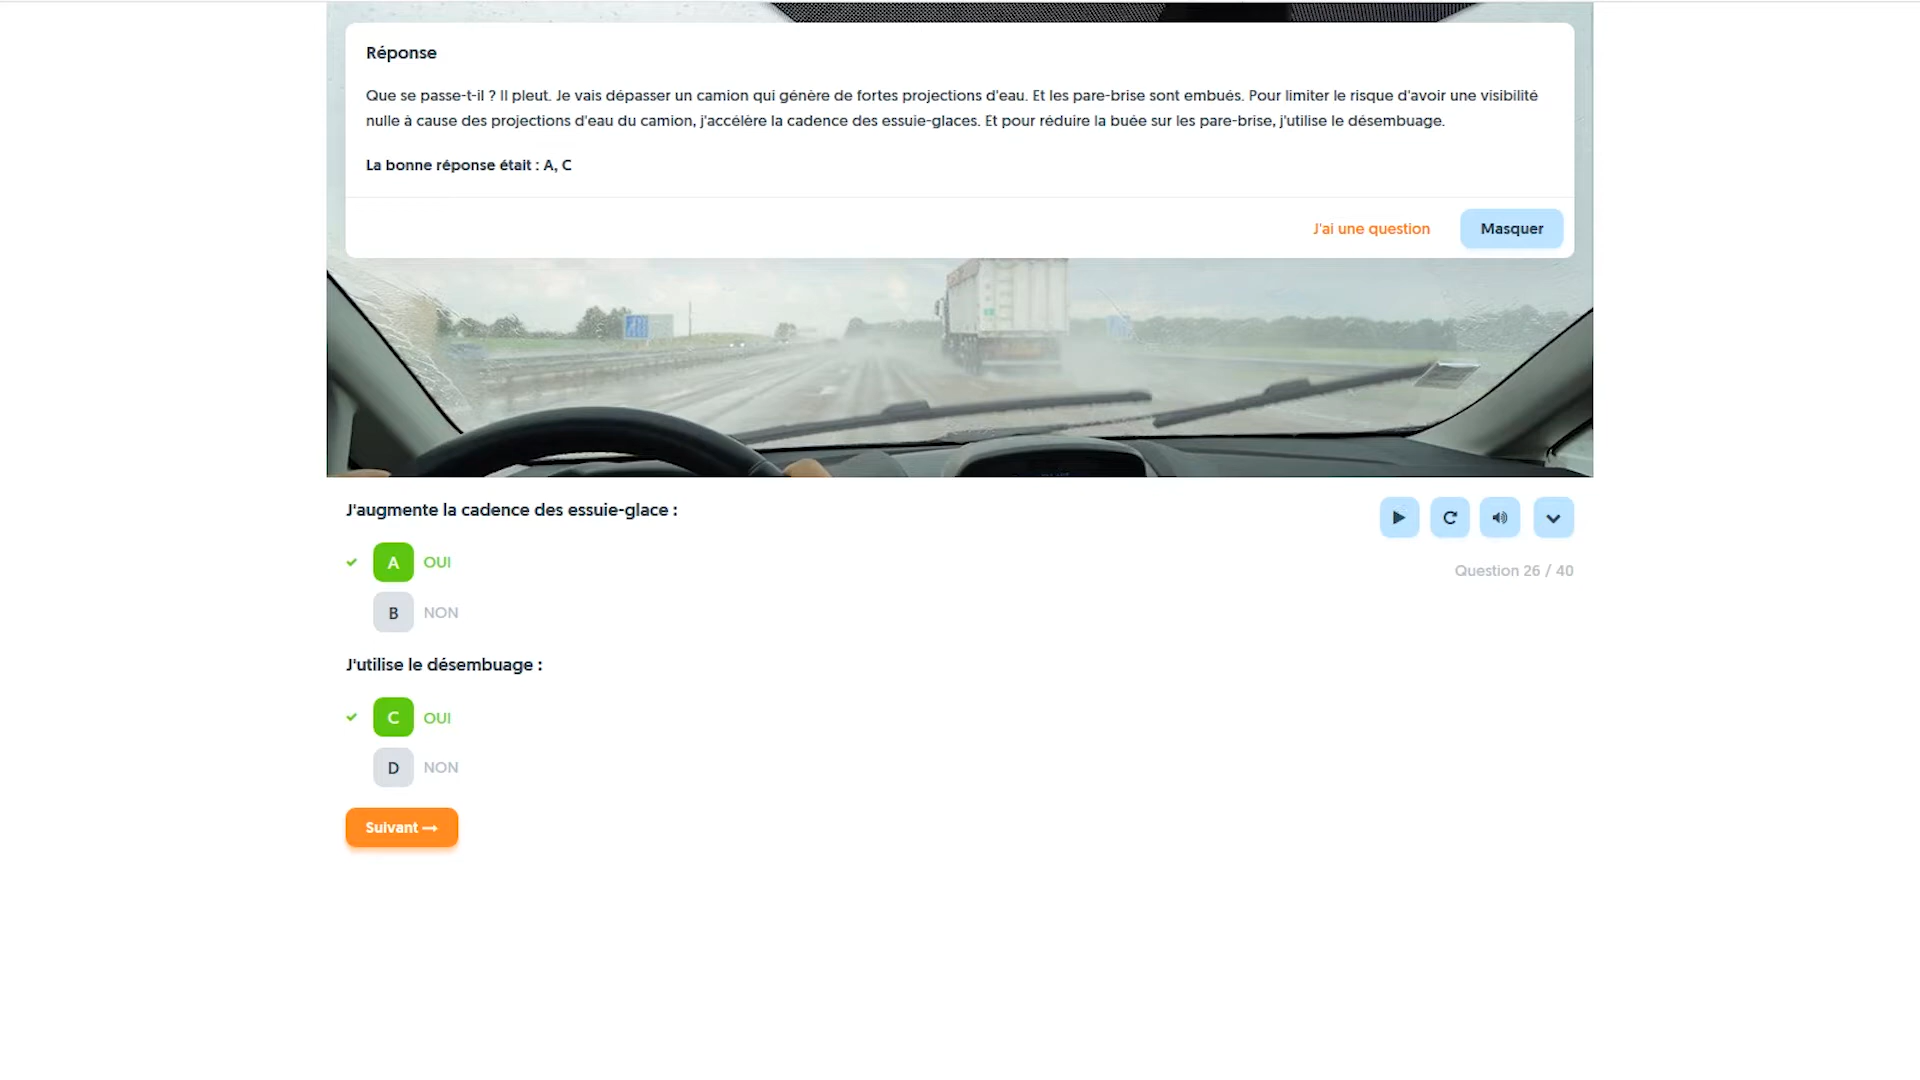 Réponse
Que se passe-t-il ? Il pleut. Je vais dépasser un camion qui génère de fortes projections d'eau. Et les pare-brise sont embués. Pour limiter le risque d'avoir une visibilité
nulle à cause des projections d'eau du camion, j'accélère la cadence des essuie-glaces. Et pour réduire la buée sur les pare-brise, j'utilise le désembuage.
La bonne réponse était : A, C
J'ai une question
Masquer
J'augmente la cadence des essuie-glace :
A OUI
Question 26 / 40
B NON
J'utilise le désembuage :
C OUI
D NON
Suivant →